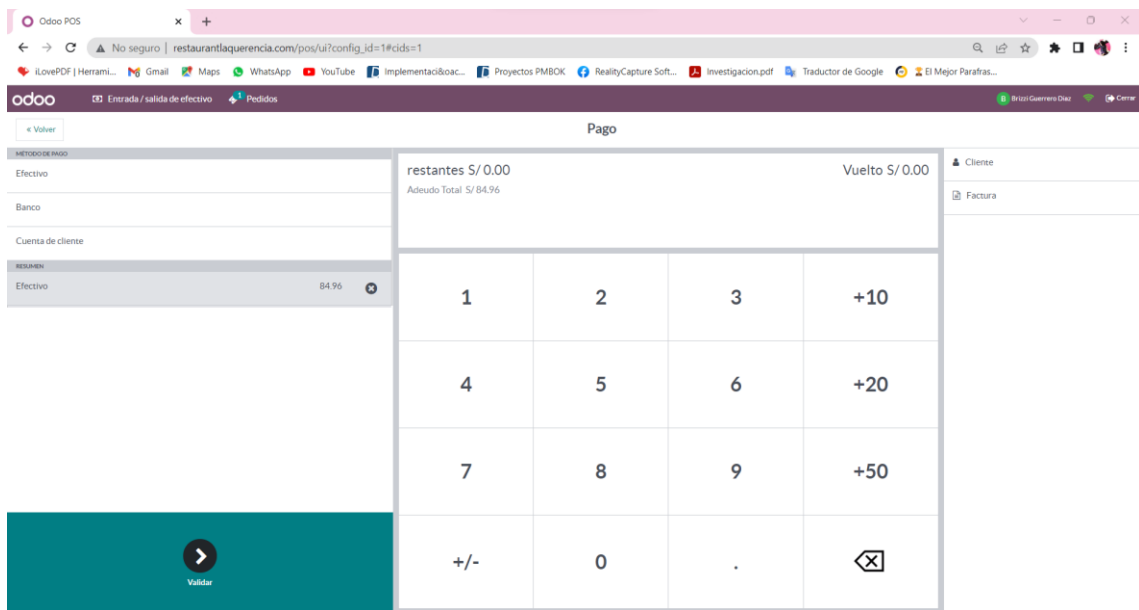 Odoo POS
No seguro | restaurantlaquerencia.com/pos/ui?config_id=1#cids=1
iLovePDF | Herrami... Gmail Maps WhatsApp YouTube Implementaci&oac... Proyectos PMBOK RealityCapture Soft... Investigacion.pdf Traductor de Google El Mejor Parafras...
odoo Entrada / salida de efectivo 1 Pedidos Brizzi Guerrero Diaz Cerrar
« Volver Pago
MÉTODO DE PAGO
Efectivo
Banco
Cuenta de cliente
RESUMEN
Efectivo 84.96
Validar
restantes S/ 0.00 Vuelto S/ 0.00
Adeudo Total S/ 84.96
1 2 3 +10
4 5 6 +20
7 8 9 +50
+/- 0 .
Cliente
Factura